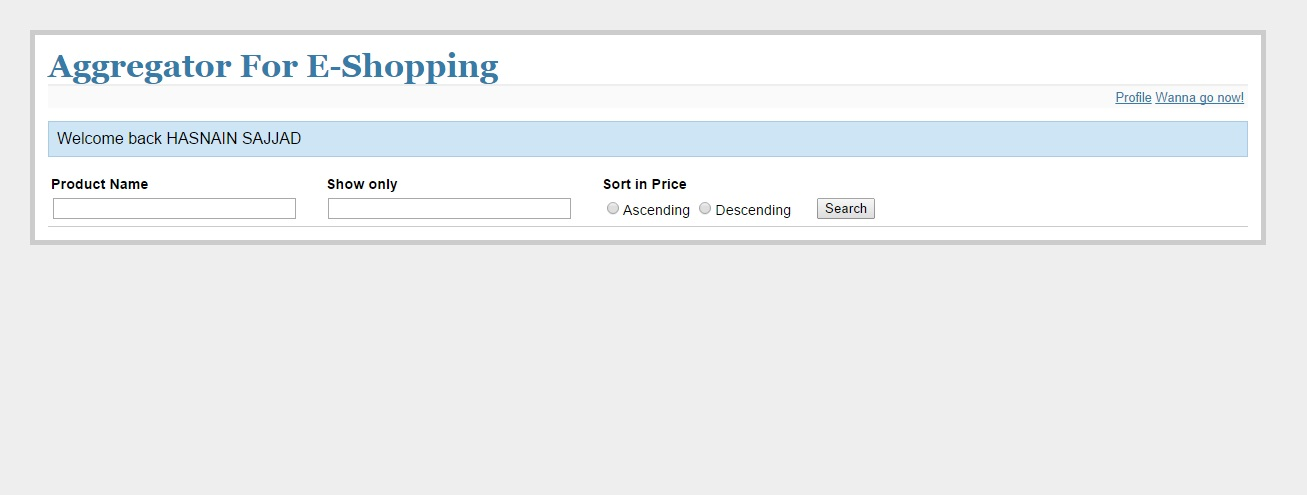 Aggregator For E-Shopping
Profile Wanna go now!
Welcome back HASNAIN SAJJAD
Product Name Show only Sort in Price
Ascending Descending Search